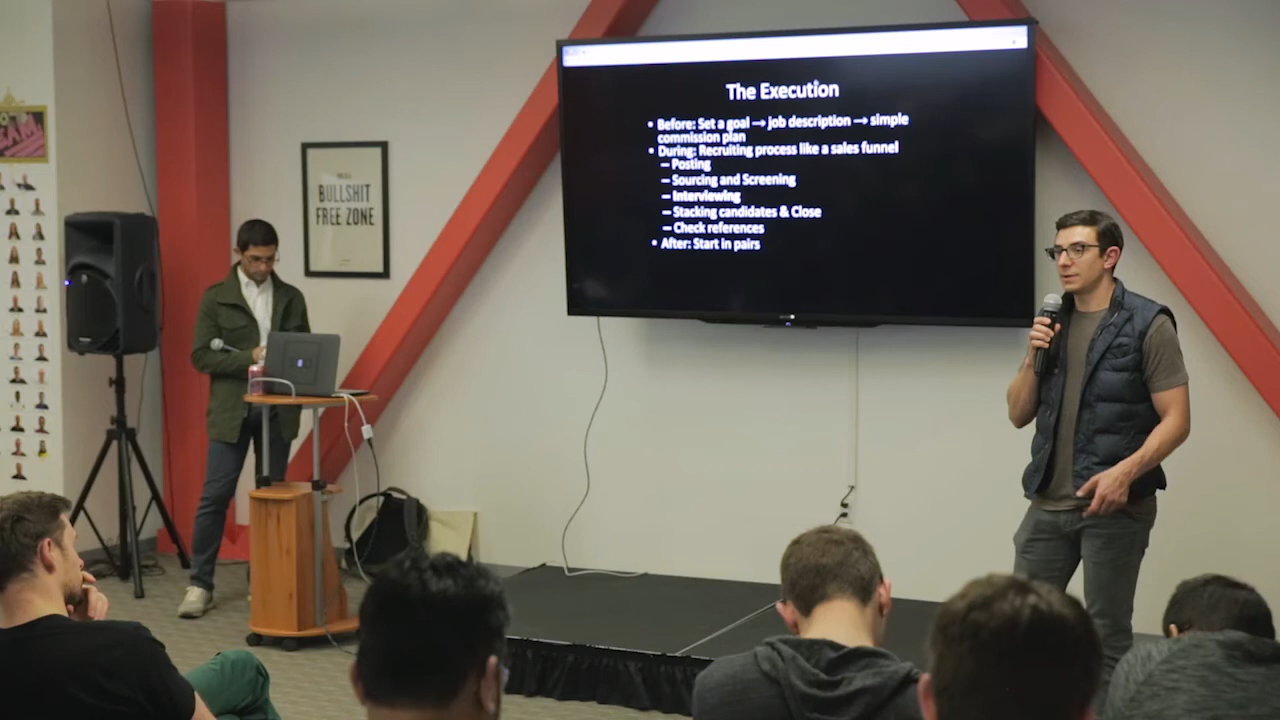 The Execution
• Before: Set a goal → job description → simple
commission plan
• During: Recruiting process like a sales funnel
– Posting
– Sourcing and Screening
– Interviewing
– Stacking candidates & Close
– Check references
• After: Start in pairs
BULLSHIT
FREE ZONE